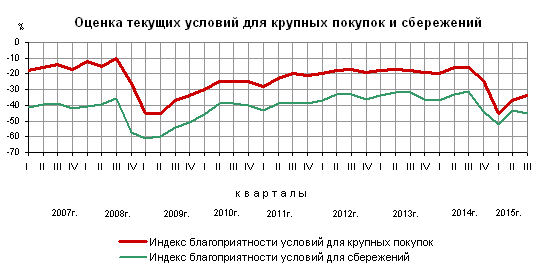 Оценка текущих условий для крупных покупок и сбережений
%
0
-10
-20
-30
-40
-50
-60
-70
I II III IV I II III IV I II III IV I II III IV I II III IV I II III IV I II III IV I II III IV I II III
кварталы
2007г. 2008г. 2009г. 2010г. 2011г. 2012г. 2013г. 2014г. 2015г.
Индекс благоприятности условий для крупных покупок
Индекс благоприятности условий для сбережений